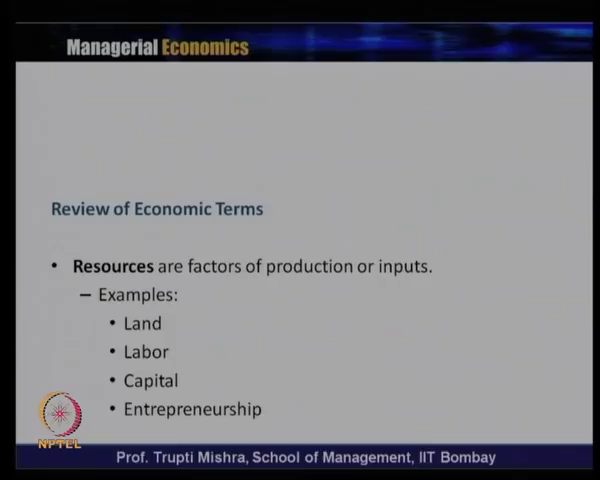 Managerial Economics
Review of Economic Terms
• Resources are factors of production or inputs.
– Examples:
• Land
• Labor
• Capital
• Entrepreneurship
NPTEL
Prof. Trupti Mishra, School of Management, IIT Bombay